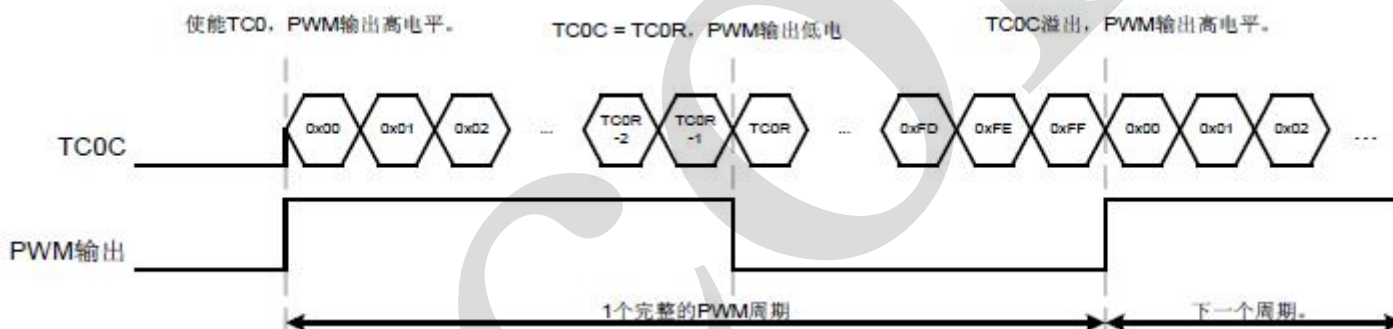 使能TC0，PWM输出高电平。
TC0C = TC0R，PWM输出低电
TC0C溢出，PWM输出高电平。
TC0C
0x00
0x01
0x02
...
TC0R
-2
TC0R
-1
TC0R
...
0xFD
0xFE
0xFF
0x00
0x01
0x02
...
PWM输出
1个完整的PWM周期
下一个周期。